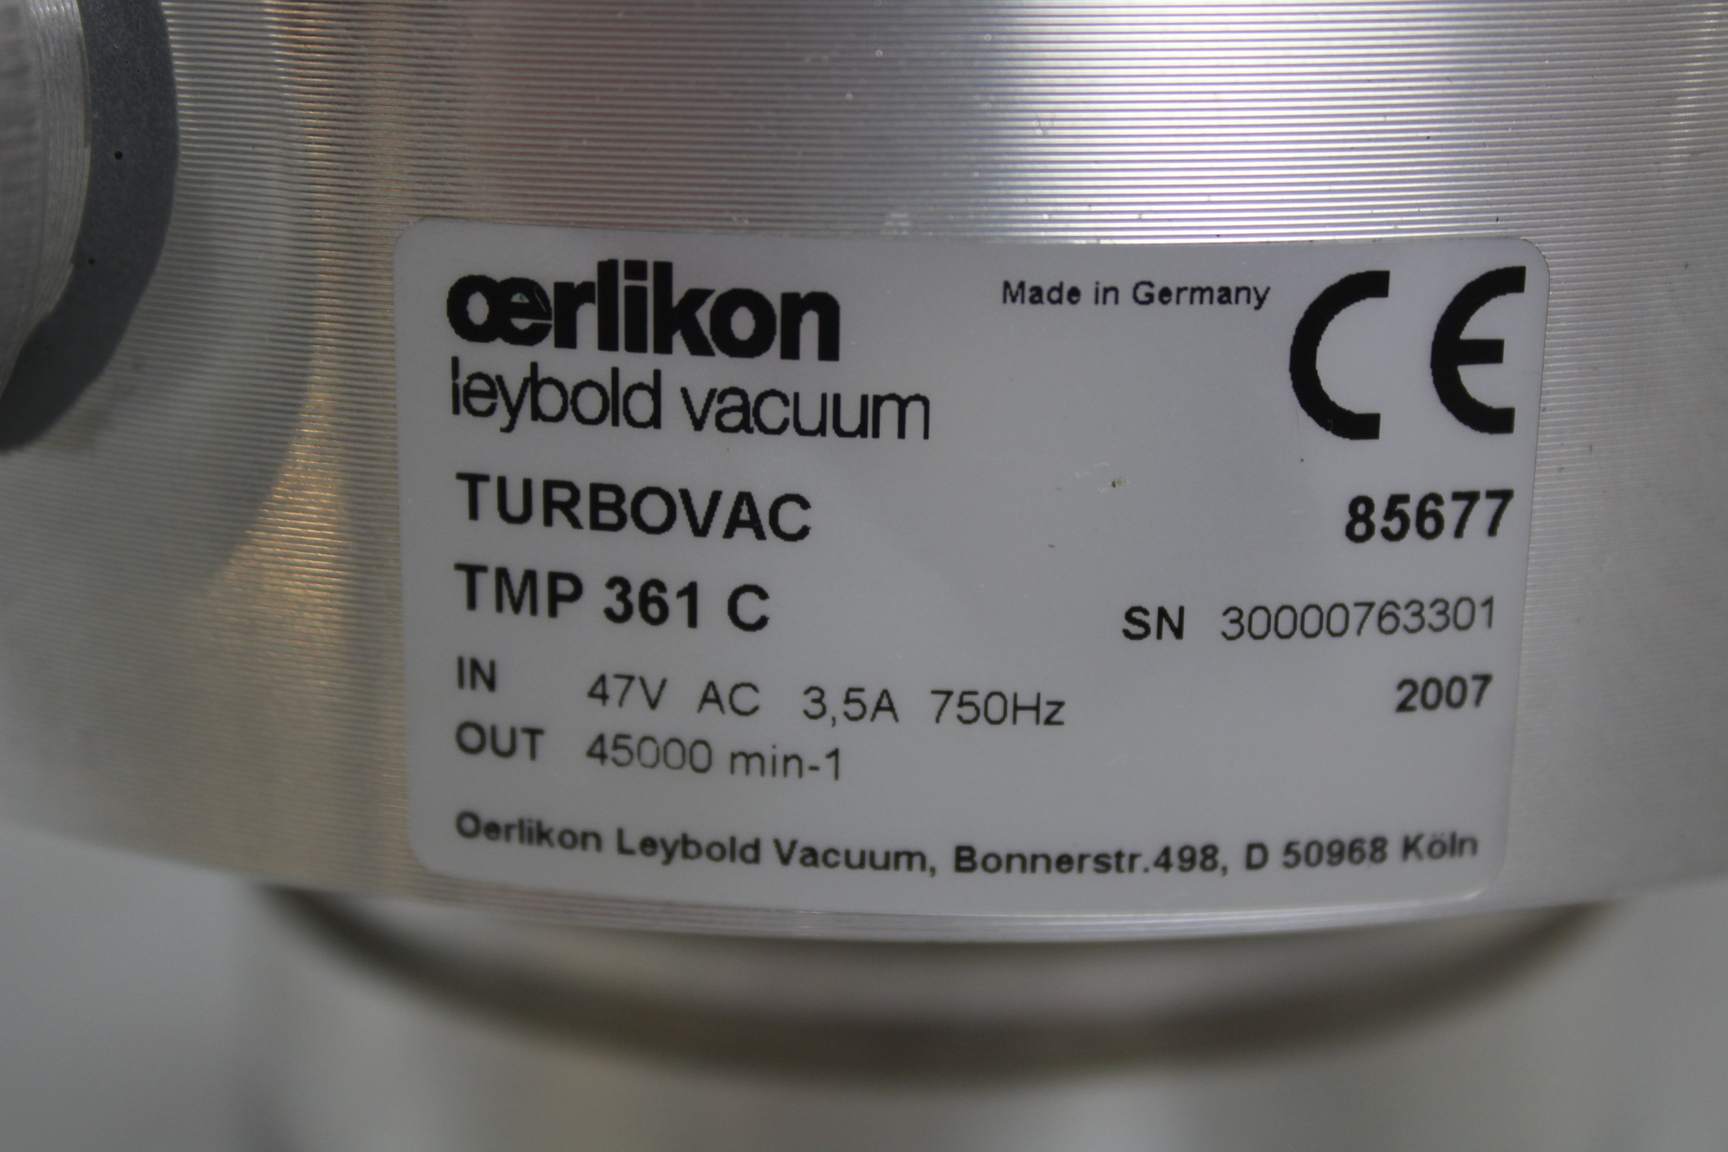 œrlikon
leybold vacuum
Made in Germany
CE
TURBOVAC
85677
TMP 361 C
SN 30000763301
IN 47V AC 3,5A 750Hz
2007
OUT 45000 min-1
Oerlikon Leybold Vacuum, Bonnerstr.498, D 50968 Köln